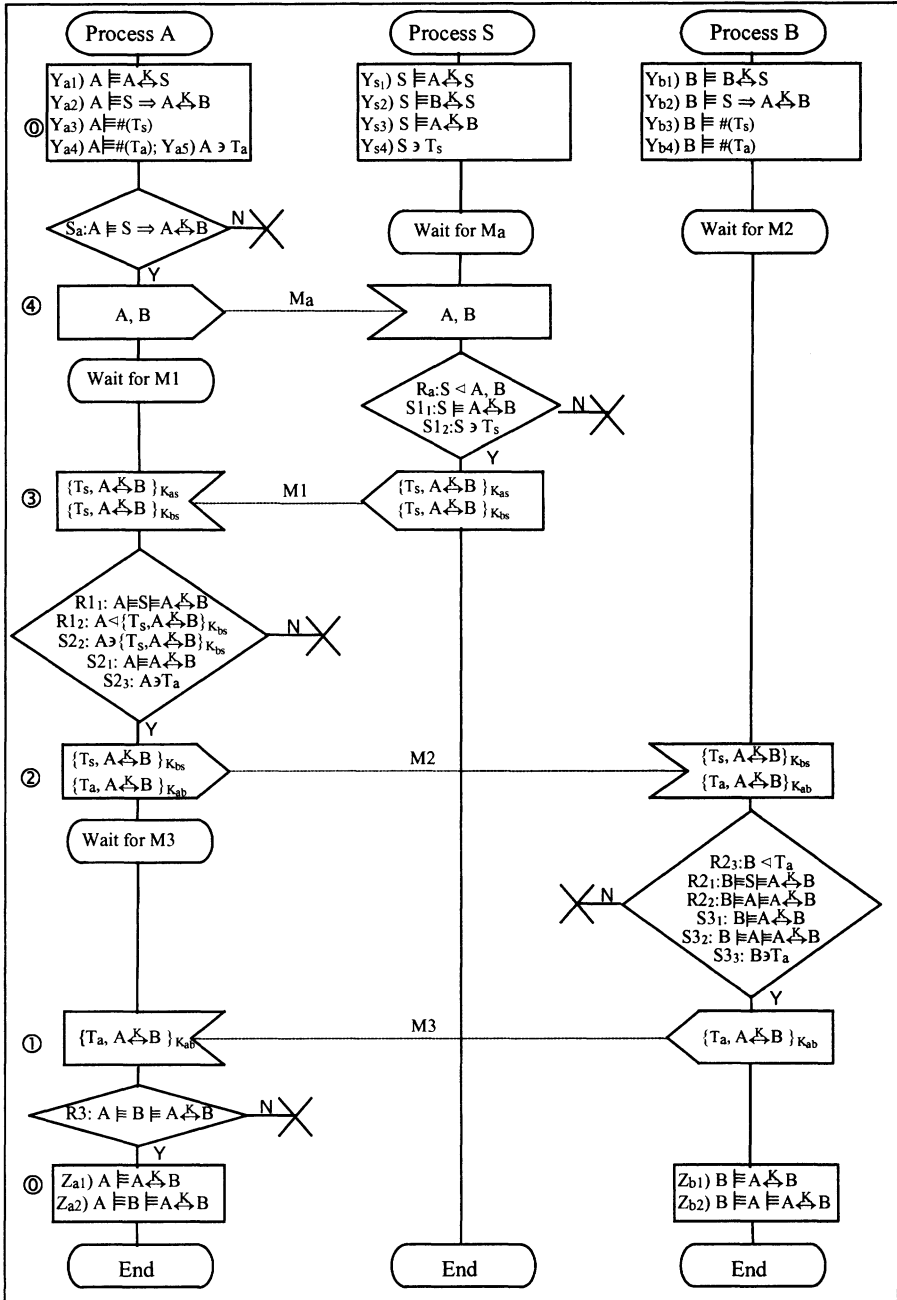 Process A
Process S
Process B
Ya1) A |≡ A <-K-> S
Ya2) A |≡ S ⇒ A <-K-> B
Ya3) A |≡ #(Ts)
Ya4) A |≡ #(Ta); Ya5) A ∍ Ta
Ys1) S |≡ A <-K-> S
Ys2) S |≡ B <-K-> S
Ys3) S |≡ A <-K-> B
Ys4) S ∍ Ts
Yb1) B |≡ B <-K-> S
Yb2) B |≡ S ⇒ A <-K-> B
Yb3) B |≡ #(Ts)
Yb4) B |≡ #(Ta)
⓪
Sa: A |≡ S ⇒ A <-K-> B
N
Y
Wait for Ma
Wait for M2
④
A, B
Ma
A, B
Wait for M1
Ra: S ⊲ A, B
S11: S |≡ A <-K-> B
S12: S ∍ Ts
N
Y
③
{Ts, A <-K-> B}Kas
{Ts, A <-K-> B}Kbs
M1
{Ts, A <-K-> B}Kas
{Ts, A <-K-> B}Kbs
R11: A |≡ S |≡ A <-K-> B
R12: A ⊲ {Ts, A <-K-> B}Kbs
S22: A ∍ {Ts, A <-K-> B}Kbs
S21: A |≡ A <-K-> B
S23: A ∍ Ta
N
Y
②
{Ts, A <-K-> B}Kbs
{Ta, A <-K-> B}Kab
M2
{Ts, A <-K-> B}Kbs
{Ta, A <-K-> B}Kab
Wait for M3
R23: B ⊲ Ta
R21: B |≡ S |≡ A <-K-> B
R22: B |≡ A |≡ A <-K-> B
S31: B |≡ A <-K-> B
S32: B |≡ A |≡ A <-K-> B
S33: B ∍ Ta
N
Y
①
{Ta, A <-K-> B}Kab
M3
{Ta, A <-K-> B}Kab
R3: A |≡ B |≡ A <-K-> B
N
Y
⓪
Za1) A |≡ A <-K-> B
Za2) A |≡ B |≡ A <-K-> B
Zb1) B |≡ A <-K-> B
Zb2) B |≡ A |≡ A <-K-> B
End
End
End